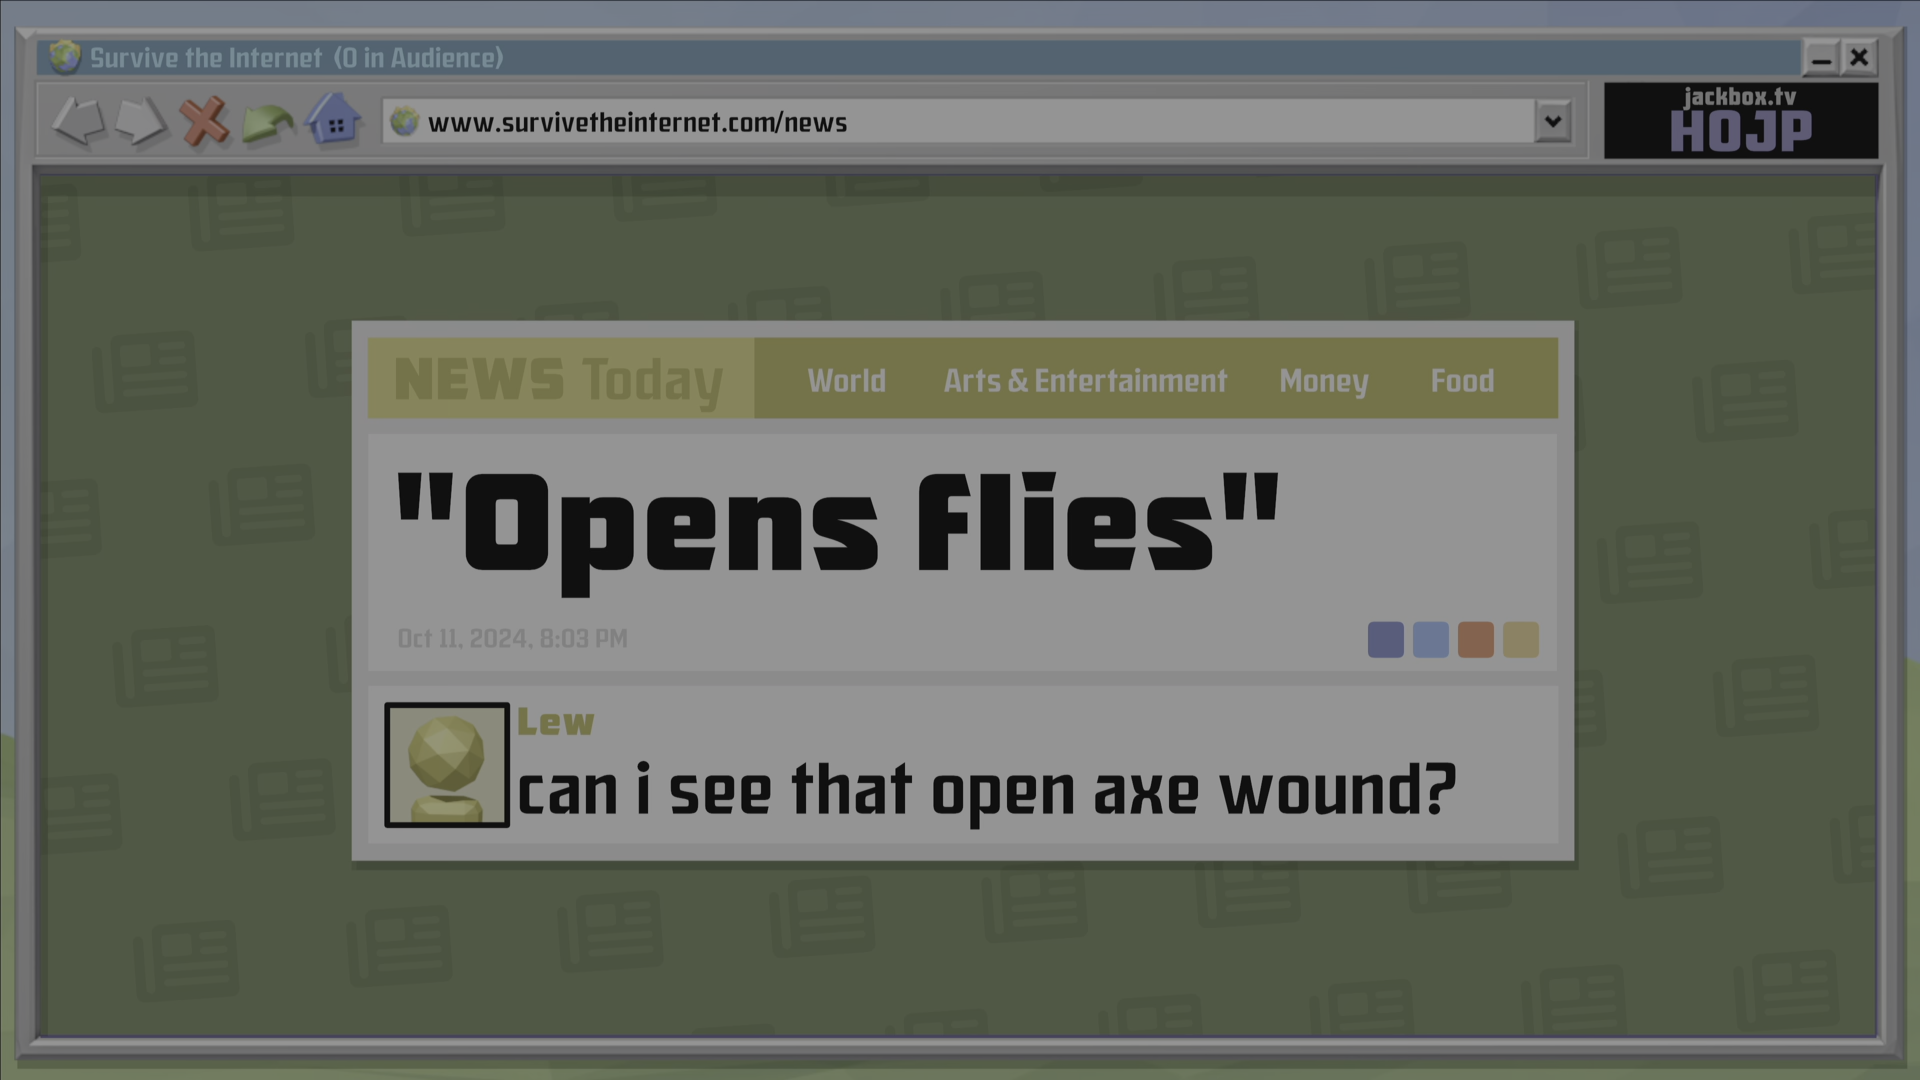 Survive the Internet (0 in Audience)
www.survivetheinternet.com/news
jackbox.tv
HOJP
NEWS Today
World
Arts & Entertainment
Money
Food
"Opens flies"
Oct 11, 2024, 8:03 PM
Lew
can i see that open axe wound?